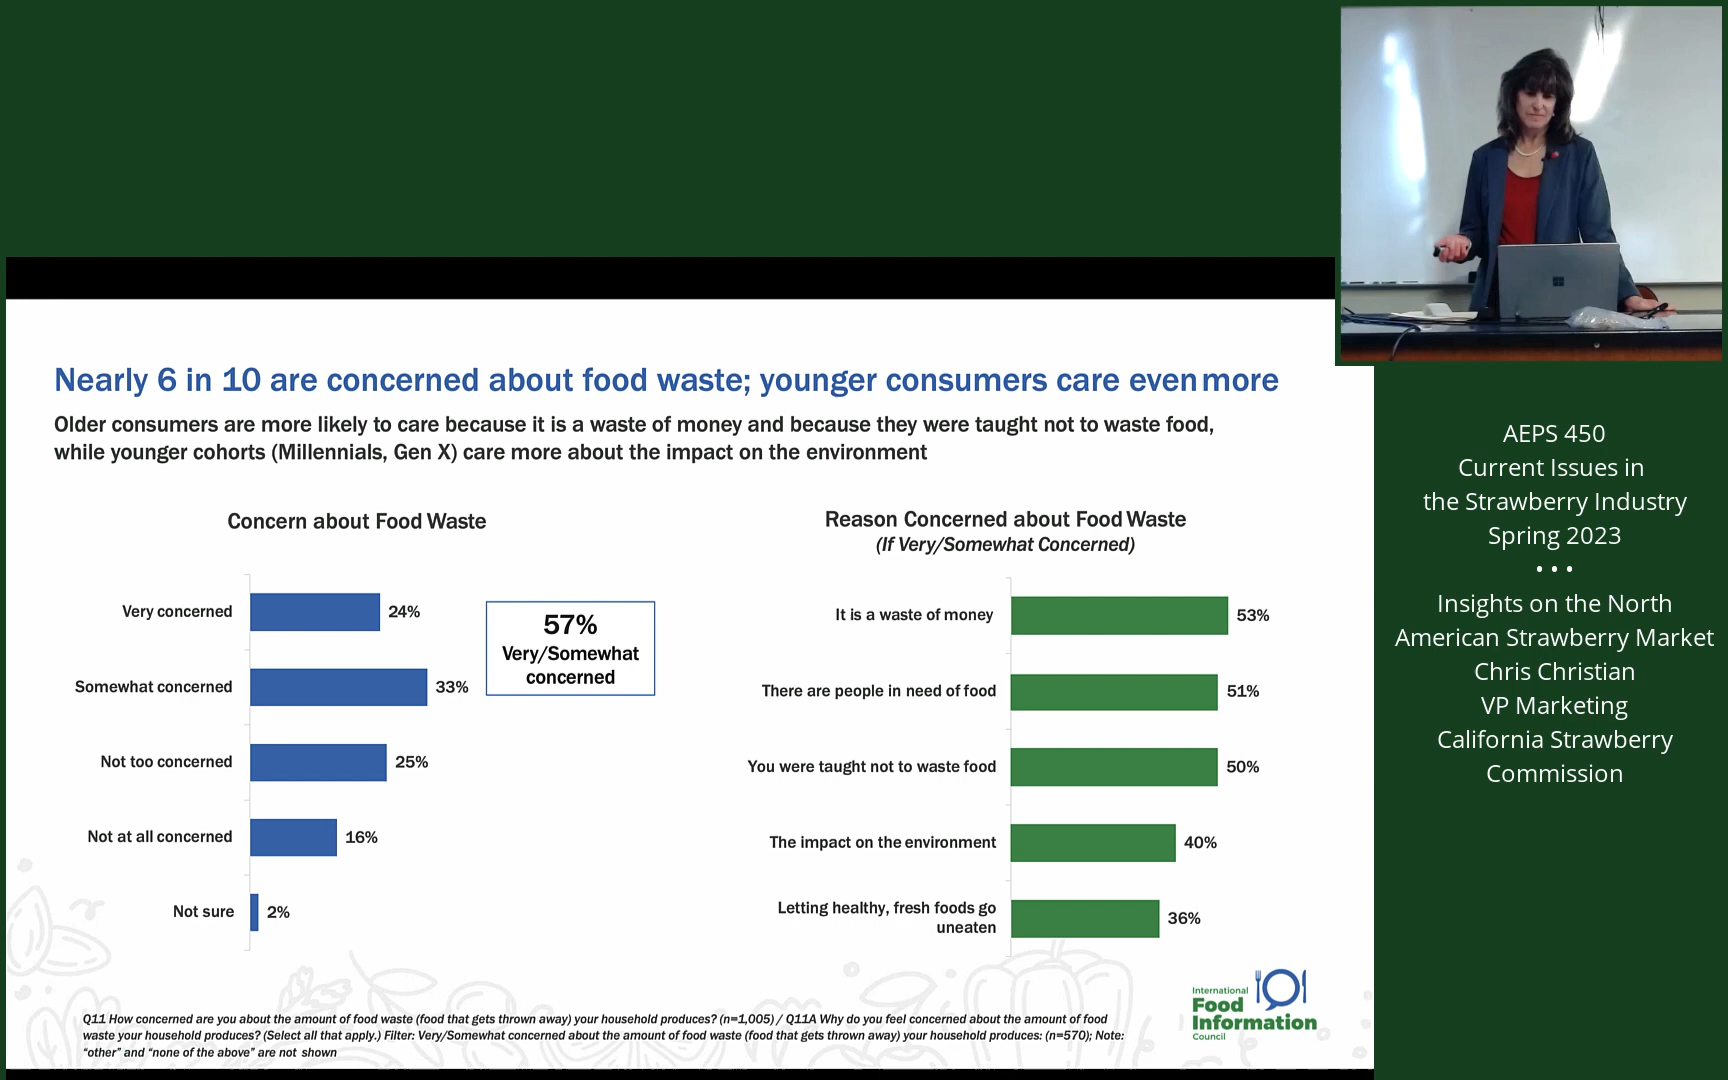 Nearly 6 in 10 are concerned about food waste; younger consumers care even more
Older consumers are more likely to care because it is a waste of money and because they were taught not to waste food,
while younger cohorts (Millennials, Gen X) care more about the impact on the environment
Concern about Food Waste
Very concerned
24%
Somewhat concerned
33%
Not too concerned
25%
Not at all concerned
16%
Not sure
2%
57%
Very/Somewhat
concerned
Reason Concerned about Food Waste
(If Very/Somewhat Concerned)
It is a waste of money
53%
There are people in need of food
51%
You were taught not to waste food
50%
The impact on the environment
40%
Letting healthy, fresh foods go
uneaten
36%
Q11 How concerned are you about the amount of food waste (food that gets thrown away) your household produces? (n=1,005) / Q11A Why do you feel concerned about the amount of food
waste your household produces? (Select all that apply.) Filter: Very/Somewhat concerned about the amount of food waste (food that gets thrown away) your household produces: (n=570); Note:
“other” and “none of the above” are not shown
International
Food
Information
Council
AEPS 450
Current Issues in
the Strawberry Industry
Spring 2023
• • •
Insights on the North
American Strawberry Market
Chris Christian
VP Marketing
California Strawberry
Commission